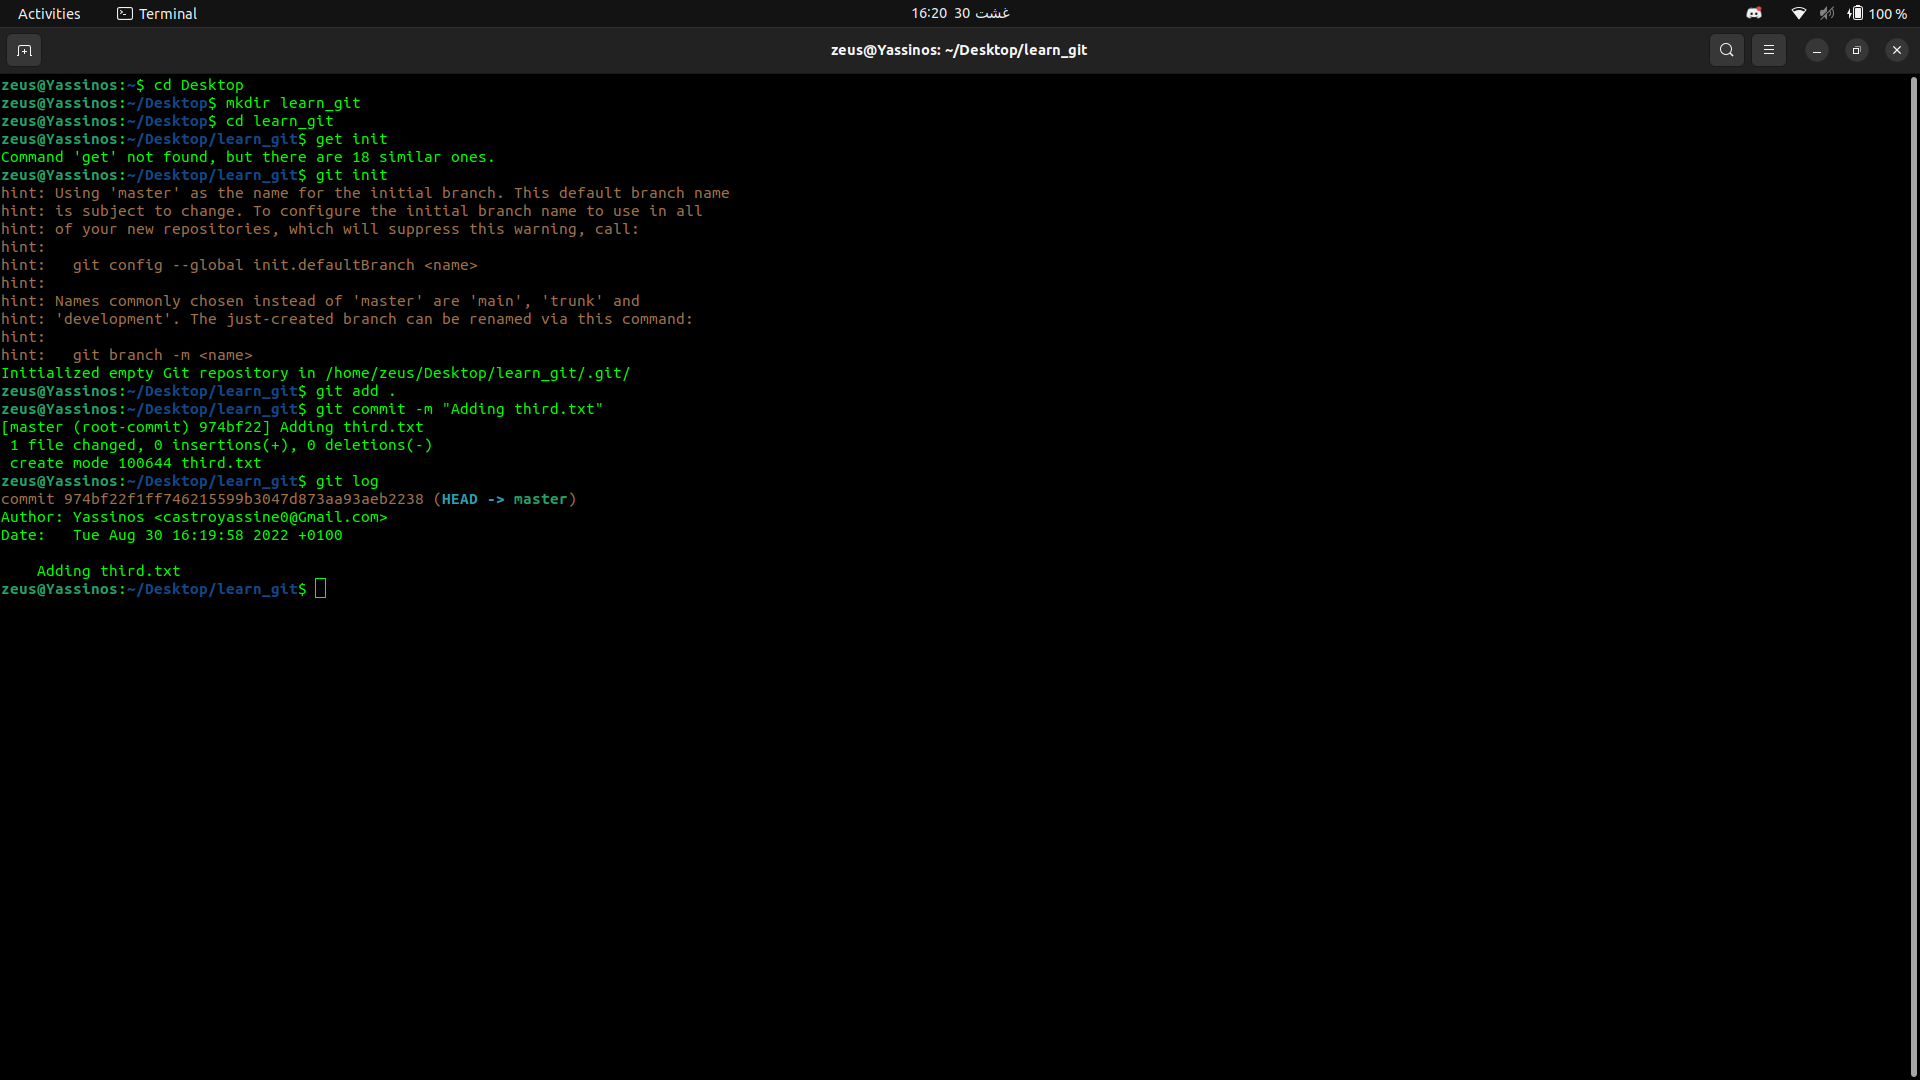 Activities Terminal 16:20 30 غشت 100 %
zeus@Yassinos: ~/Desktop/learn_git
zeus@Yassinos:~$ cd Desktop
zeus@Yassinos:~/Desktop$ mkdir learn_git
zeus@Yassinos:~/Desktop$ cd learn_git
zeus@Yassinos:~/Desktop/learn_git$ get init
Command 'get' not found, but there are 18 similar ones.
zeus@Yassinos:~/Desktop/learn_git$ git init
hint: Using 'master' as the name for the initial branch. This default branch name
hint: is subject to change. To configure the initial branch name to use in all
hint: of your new repositories, which will suppress this warning, call:
hint:
hint:   git config --global init.defaultBranch <name>
hint:
hint: Names commonly chosen instead of 'master' are 'main', 'trunk' and
hint: 'development'. The just-created branch can be renamed via this command:
hint:
hint:   git branch -m <name>
Initialized empty Git repository in /home/zeus/Desktop/learn_git/.git/
zeus@Yassinos:~/Desktop/learn_git$ git add .
zeus@Yassinos:~/Desktop/learn_git$ git commit -m "Adding third.txt"
[master (root-commit) 974bf22] Adding third.txt
 1 file changed, 0 insertions(+), 0 deletions(-)
 create mode 100644 third.txt
zeus@Yassinos:~/Desktop/learn_git$ git log
commit 974bf22f1ff746215599b3047d873aa93aeb2238 (HEAD -> master)
Author: Yassinos <castroyassine0@Gmail.com>
Date:   Tue Aug 30 16:19:58 2022 +0100

    Adding third.txt
zeus@Yassinos:~/Desktop/learn_git$